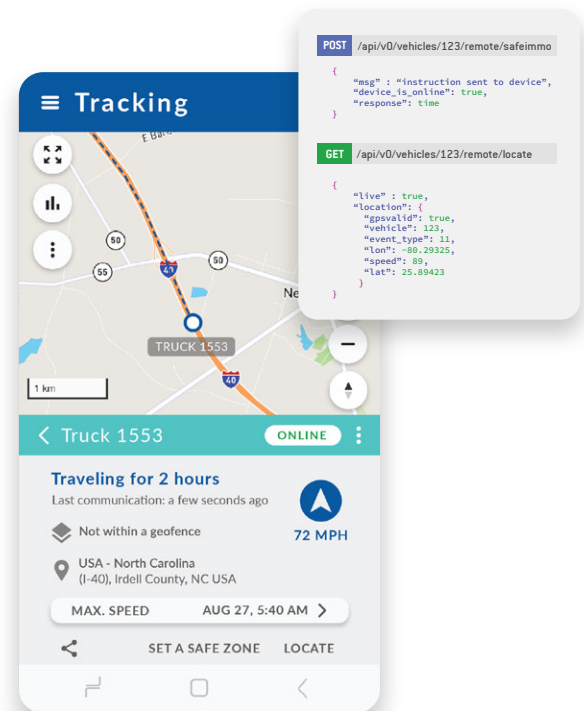 POST /api/v0/vehicles/123/remote/safeimmo
{
"msg" : “instruction sent to device”,
“device_is_online”: true,
“response”: time
}
GET /api/v0/vehicles/123/remote/locate
{
“live” : true,
“location”: {
“gpsvalid”: true,
“vehicle”: 123,
“event_type”: 11,
“lon”: -80.29325,
“speed”: 89,
“lat”: 25.89423
}
}
Tracking
E Bar
50
55
50
40
Ne
TRUCK 1553
40
1 km
Truck 1553
ONLINE
Traveling for 2 hours
Last communication: a few seconds ago
Not within a geofence
72 MPH
USA - North Carolina
(I-40), Irdell County, NC USA
MAX. SPEED AUG 27, 5:40 AM
SET A SAFE ZONE LOCATE